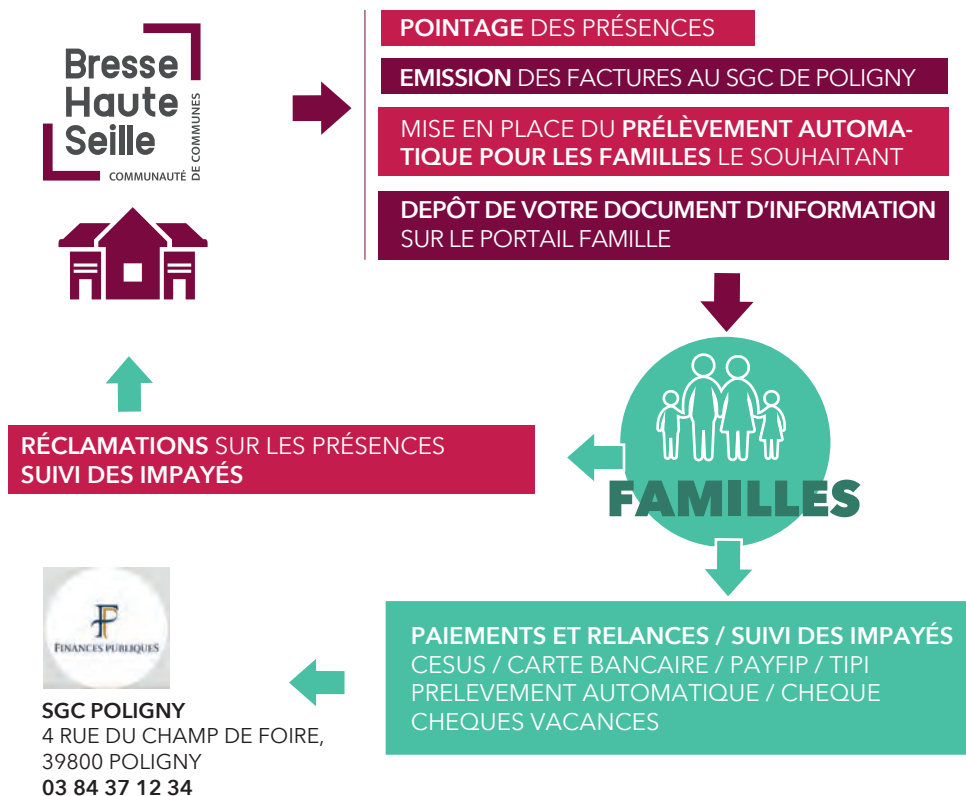 Bresse
Haute
Seille
COMMUNAUTÉ
DE COMMUNES
POINTAGE DES PRÉSENCES
EMISSION DES FACTURES AU SGC DE POLIGNY
MISE EN PLACE DU PRÉLÈVEMENT AUTOMA-
TIQUE POUR LES FAMILLES LE SOUHAITANT
DEPÔT DE VOTRE DOCUMENT D'INFORMATION
SUR LE PORTAIL FAMILLE
FAMILLES
RÉCLAMATIONS SUR LES PRÉSENCES
SUIVI DES IMPAYÉS
PAIEMENTS ET RELANCES / SUIVI DES IMPAYÉS
CESUS / CARTE BANCAIRE / PAYFIP / TIPI
PRELEVEMENT AUTOMATIQUE / CHEQUE
CHEQUES VACANCES
FINANCES PUBLIQUES
SGC POLIGNY
4 RUE DU CHAMP DE FOIRE,
39800 POLIGNY
03 84 37 12 34